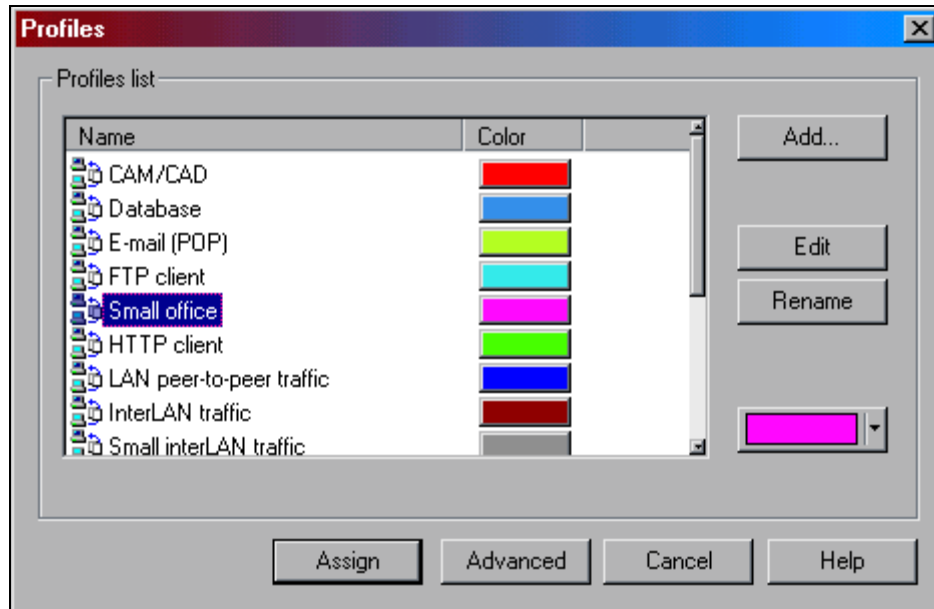 Profiles
Profiles list
Name Color
CAM/CAD
Database
E-mail (POP)
FTP client
Small office
HTTP client
LAN peer-to-peer traffic
InterLAN traffic
Small interLAN traffic
Add...
Edit
Rename
Assign Advanced Cancel Help